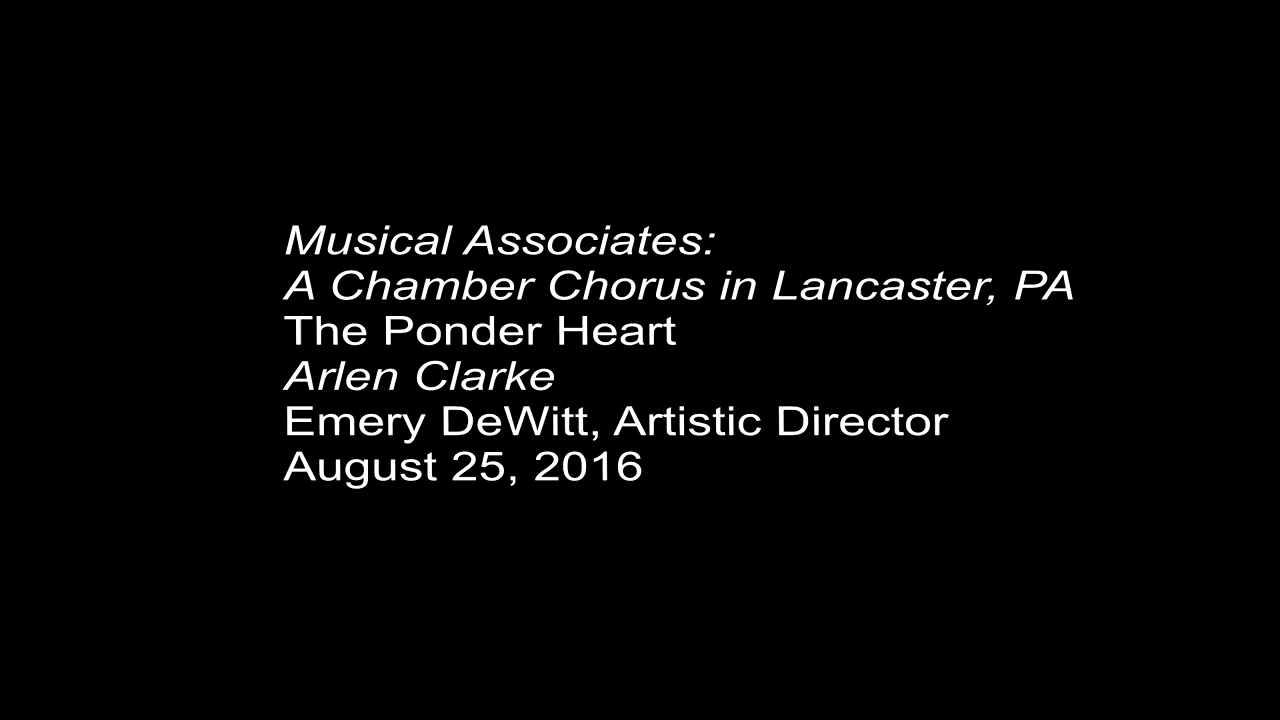 Musical Associates:
A Chamber Chorus in Lancaster, PA
The Ponder Heart
Arlen Clarke
Emery DeWitt, Artistic Director
August 25, 2016